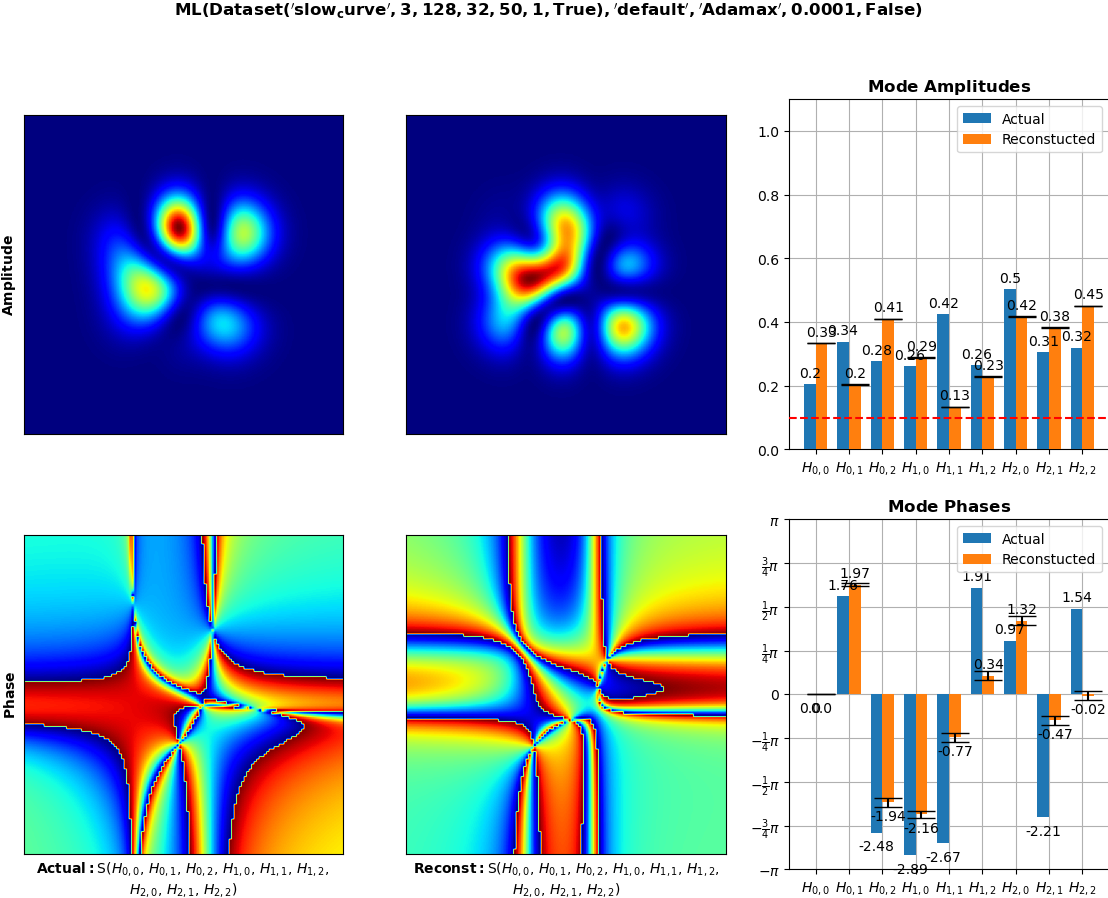 ML(Dataset('slow_curve', 3, 128, 32, 50, 1, True), 'default', 'Adamax', 0.0001, False)
Amplitude
Mode Amplitudes
Actual
Reconstucted
1.0
0.8
0.6
0.4
0.2
0.0
0.2 0.34 0.28 0.26 0.42 0.26 0.5 0.31 0.32
0.33 0.2 0.41 0.29 0.13 0.23 0.42 0.38 0.45
H0,0 H0,1 H0,2 H1,0 H1,1 H1,2 H2,0 H2,1 H2,2
Phase
Mode Phases
Actual
Reconstucted
π
3/4π
1/2π
1/4π
0
−1/4π
−1/2π
−3/4π
−π
0.0 1.76 -2.48 -2.89 -2.67 1.91 0.97 -2.21 1.54
0.0 1.97 -1.94 -2.16 -0.77 0.34 1.32 -0.47 -0.02
H0,0 H0,1 H0,2 H1,0 H1,1 H1,2 H2,0 H2,1 H2,2
Actual: S(H0,0, H0,1, H0,2, H1,0, H1,1, H1,2,
H2,0, H2,1, H2,2)
Reconst: S(H0,0, H0,1, H0,2, H1,0, H1,1, H1,2,
H2,0, H2,1, H2,2)